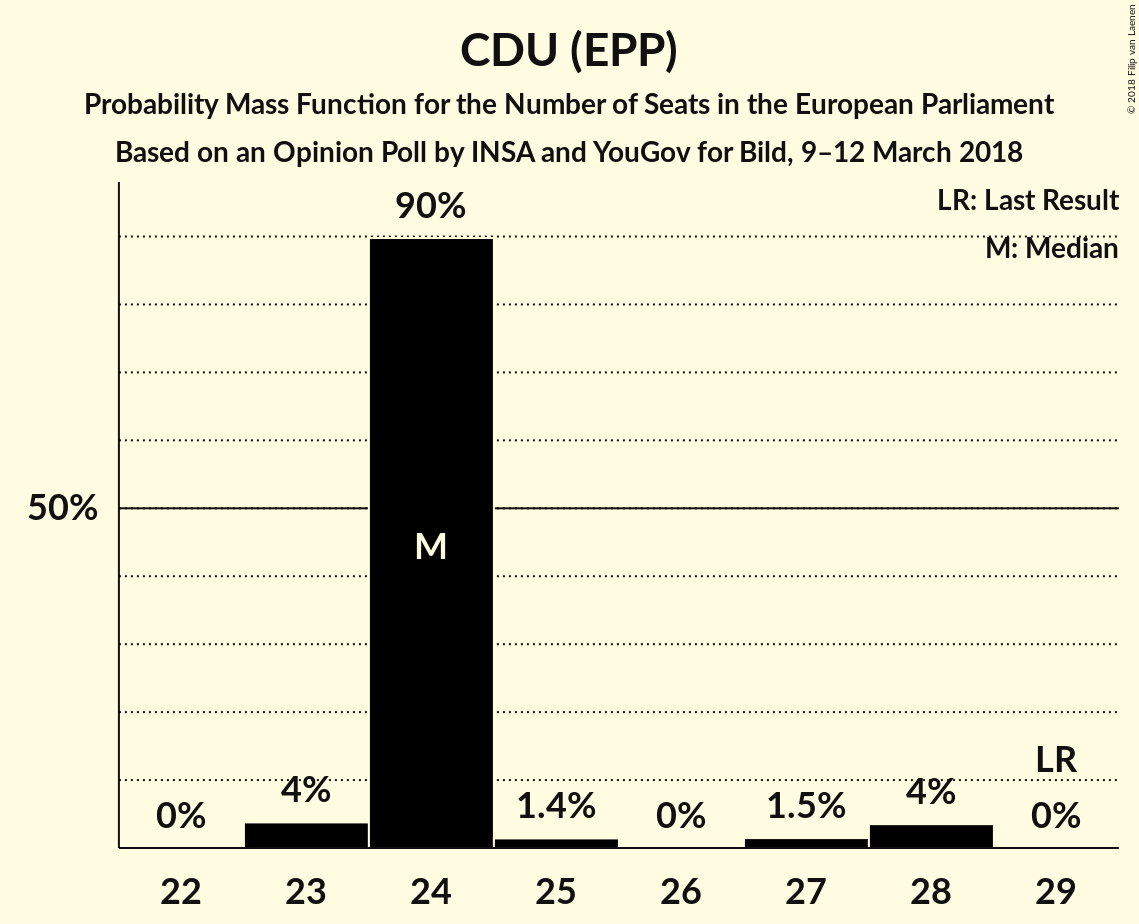 CDU (EPP)
Probability Mass Function for the Number of Seats in the European Parliament
Based on an Opinion Poll by INSA and YouGov for Bild, 9–12 March 2018
© 2018 Filip van Laenen
LR: Last Result
M: Median
90%
50%
M
LR
0%
4%
1.4%
0%
1.5%
4%
0%
22
23
24
25
26
27
28
29